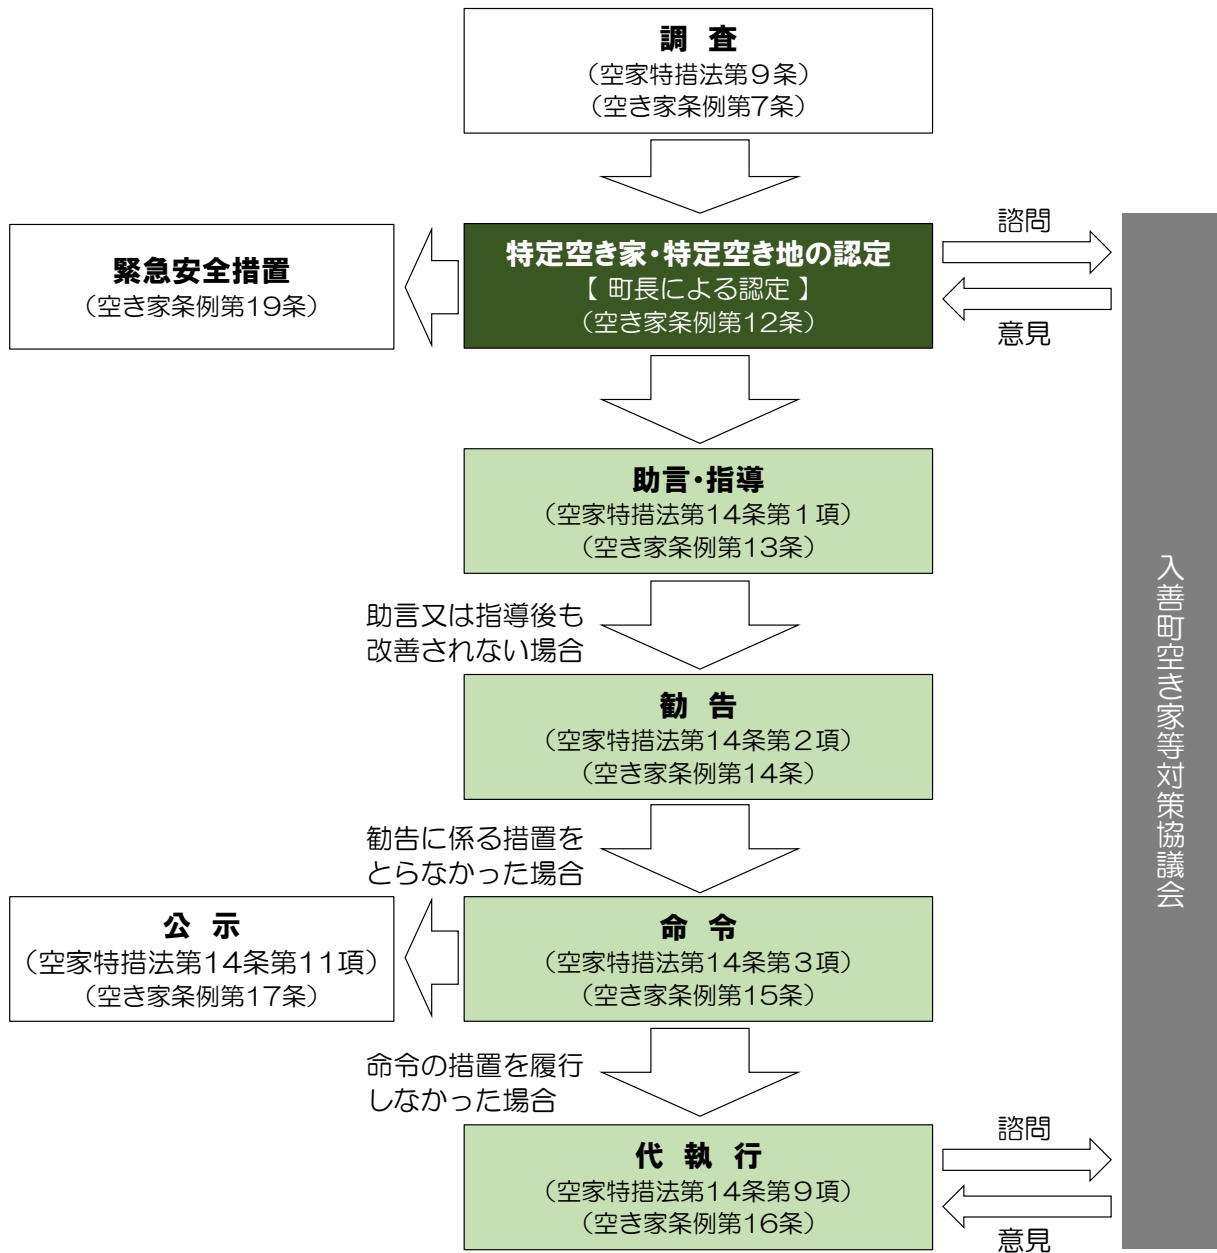 調 査
（空家特措法第９条）
（空き家条例第7条）
緊急安全措置
（空き家条例第19条）
特定空き家・特定空き地の認定
【 町長による認定 】
（空き家条例第12条）
諮問
意見
助言・指導
（空家特措法第14条第１項）
（空き家条例第13条）
助言又は指導後も
改善されない場合
勧 告
（空家特措法第14条第２項）
（空き家条例第14条）
勧告に係る措置を
とらなかった場合
公 示
（空家特措法第14条第11項）
（空き家条例第17条）
命 令
（空家特措法第14条第３項）
（空き家条例第15条）
命令の措置を履行
しなかった場合
代 執 行
（空家特措法第14条第９項）
（空き家条例第16条）
諮問
意見
入善町空き家等対策協議会